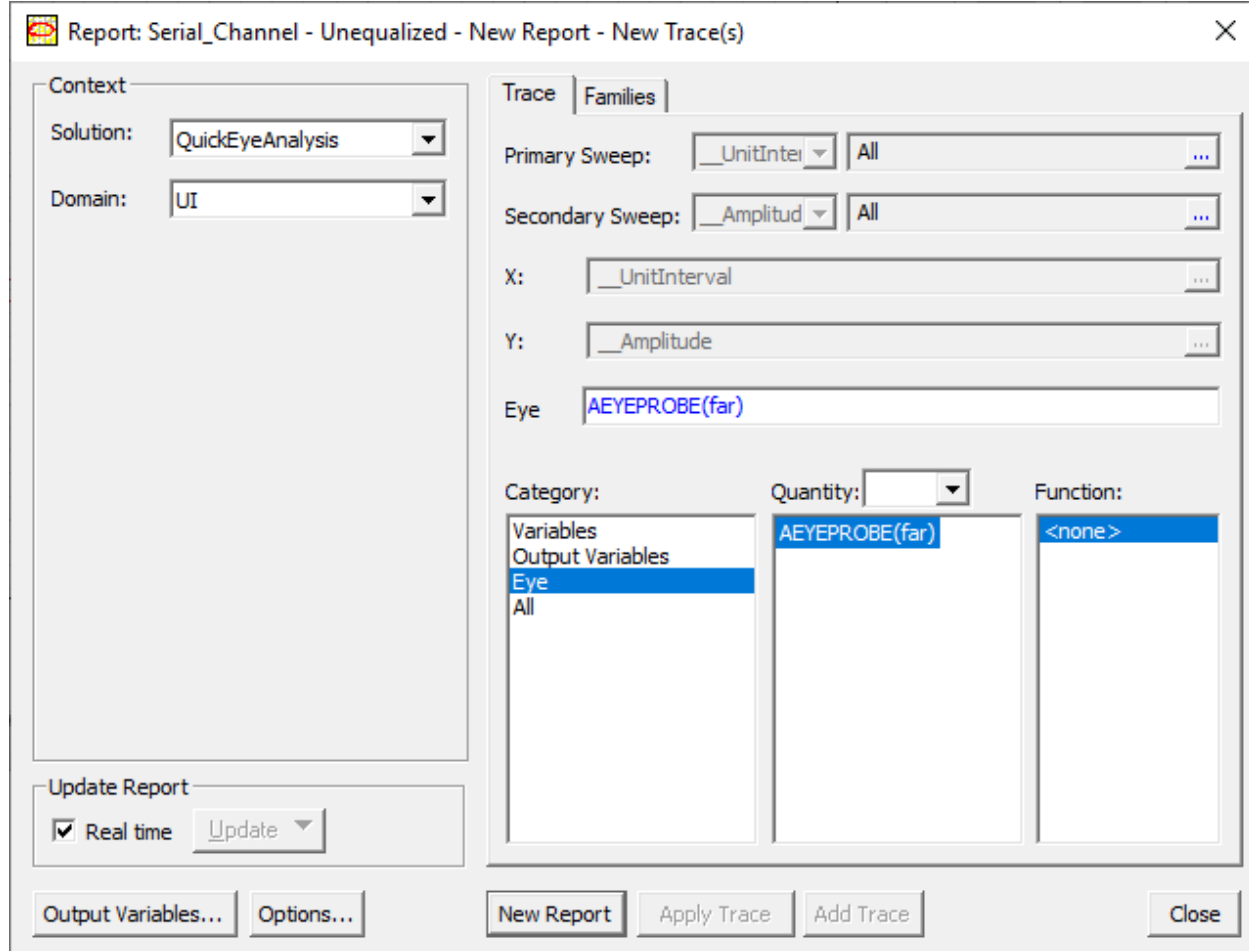 Report: Serial_Channel - Unequalized - New Report - New Trace(s)
Context
Solution: QuickEyeAnalysis
Domain: UI
Update Report
Real time Update
Output Variables... Options...
Trace Families
Primary Sweep: __UnitInter All ...
Secondary Sweep: __Amplitud All ...
X: __UnitInterval ...
Y: __Amplitude ...
Eye AEYEPROBE(far)
Category: Quantity: Function:
Variables AEYEPROBE(far) <none>
Output Variables
Eye
All
New Report Apply Trace Add Trace Close